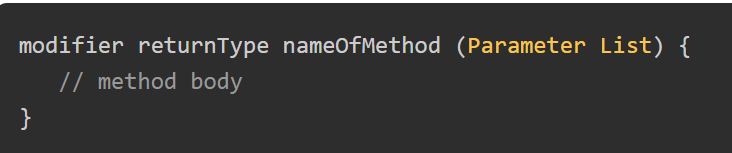 modifier returnType nameOfMethod (Parameter List) {
// method body
}